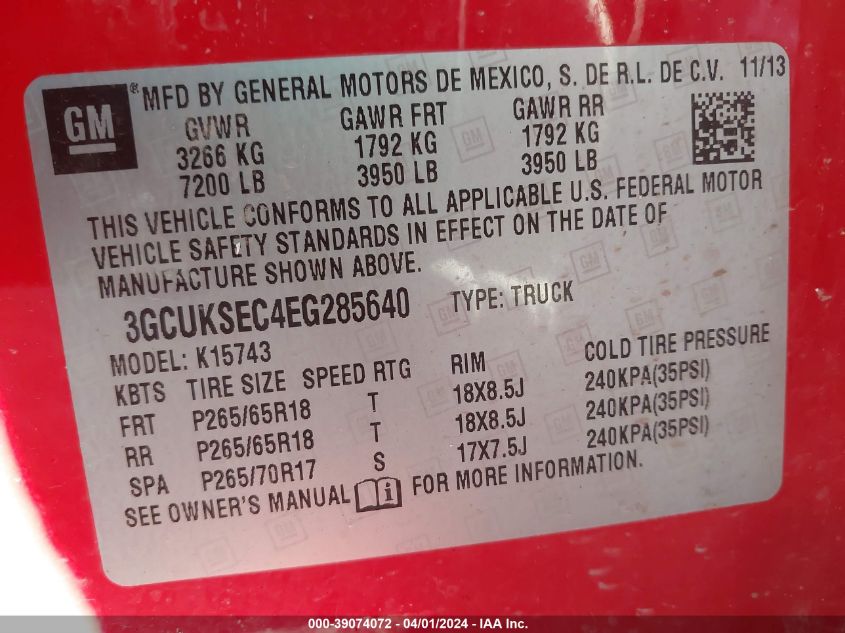 GM
® MFD BY GENERAL MOTORS DE MEXICO, S. DE R.L. DE C.V. 11/13
GVWR GAWR FRT GAWR RR
3266 KG 1792 KG 1792 KG
7200 LB 3950 LB 3950 LB
THIS VEHICLE CONFORMS TO ALL APPLICABLE U.S. FEDERAL MOTOR
VEHICLE SAFETY STANDARDS IN EFFECT ON THE DATE OF
MANUFACTURE SHOWN ABOVE.
3GCUKSEC4EG285640 TYPE: TRUCK
MODEL: K15743
KBTS TIRE SIZE SPEED RTG RIM COLD TIRE PRESSURE
FRT P265/65R18 T 18X8.5J 240KPA(35PSI)
RR P265/65R18 T 18X8.5J 240KPA(35PSI)
SPA P265/70R17 S 17X7.5J 240KPA(35PSI)
SEE OWNER'S MANUAL i FOR MORE INFORMATION.
000-39074072 - 04/01/2024 - IAA Inc.